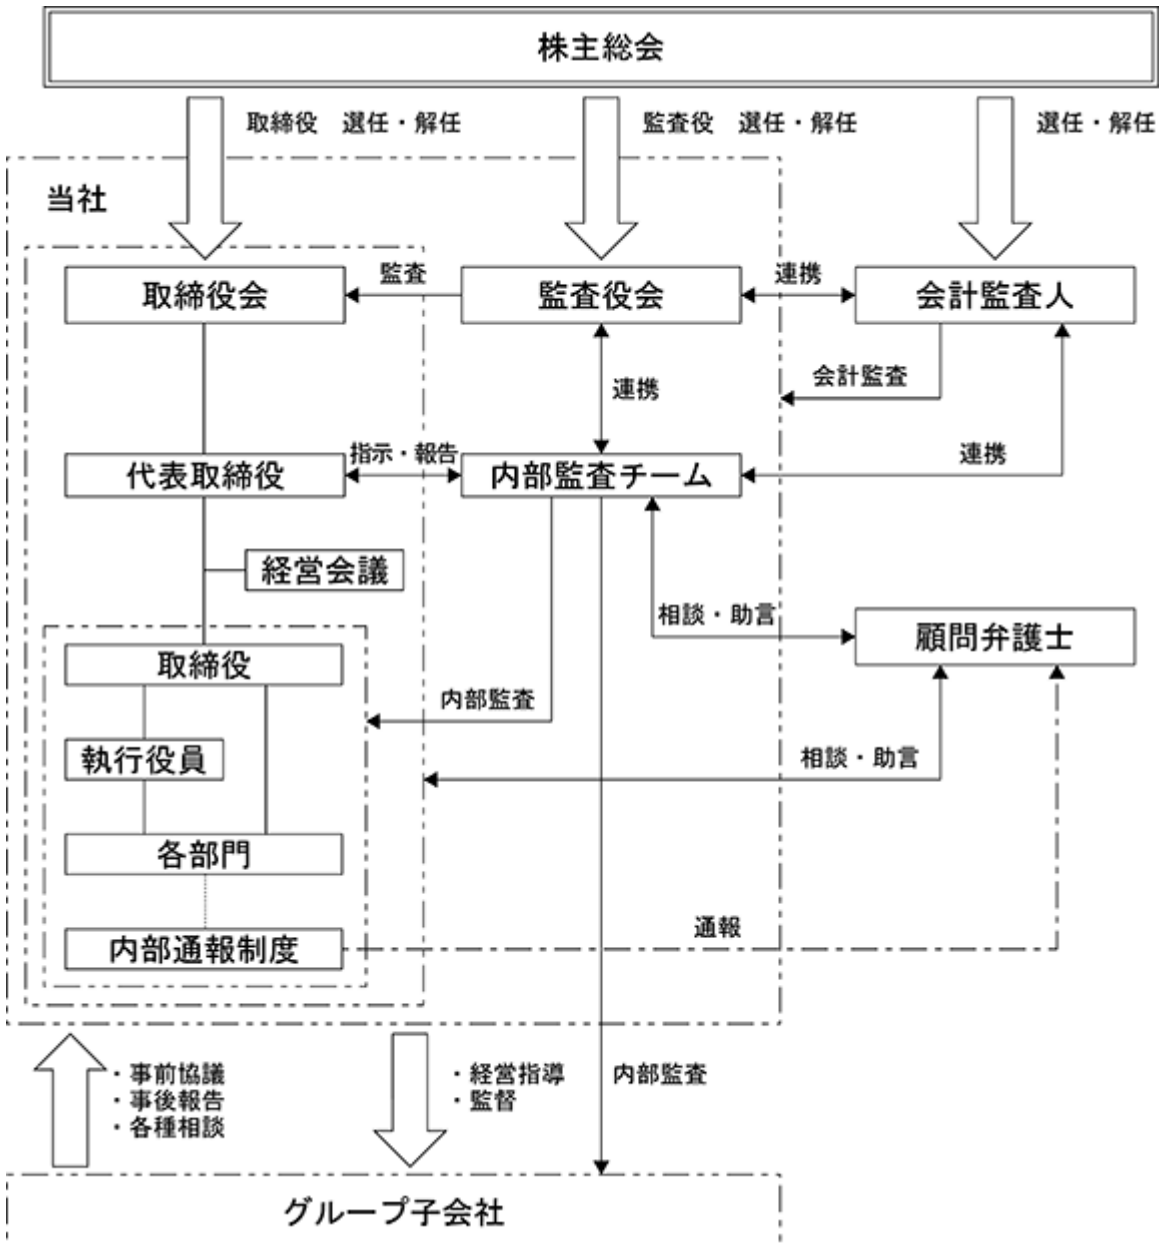 株主総会
取締役　選任・解任
監査役　選任・解任
選任・解任
当社
取締役会
監査
監査役会
連携
会計監査人
会計監査
連携
代表取締役
指示・報告
内部監査チーム
連携
経営会議
相談・助言
顧問弁護士
取締役
内部監査
執行役員
相談・助言
各部門
通報
内部通報制度
・事前協議
・事後報告
・各種相談
・経営指導
・監督
内部監査
グループ子会社